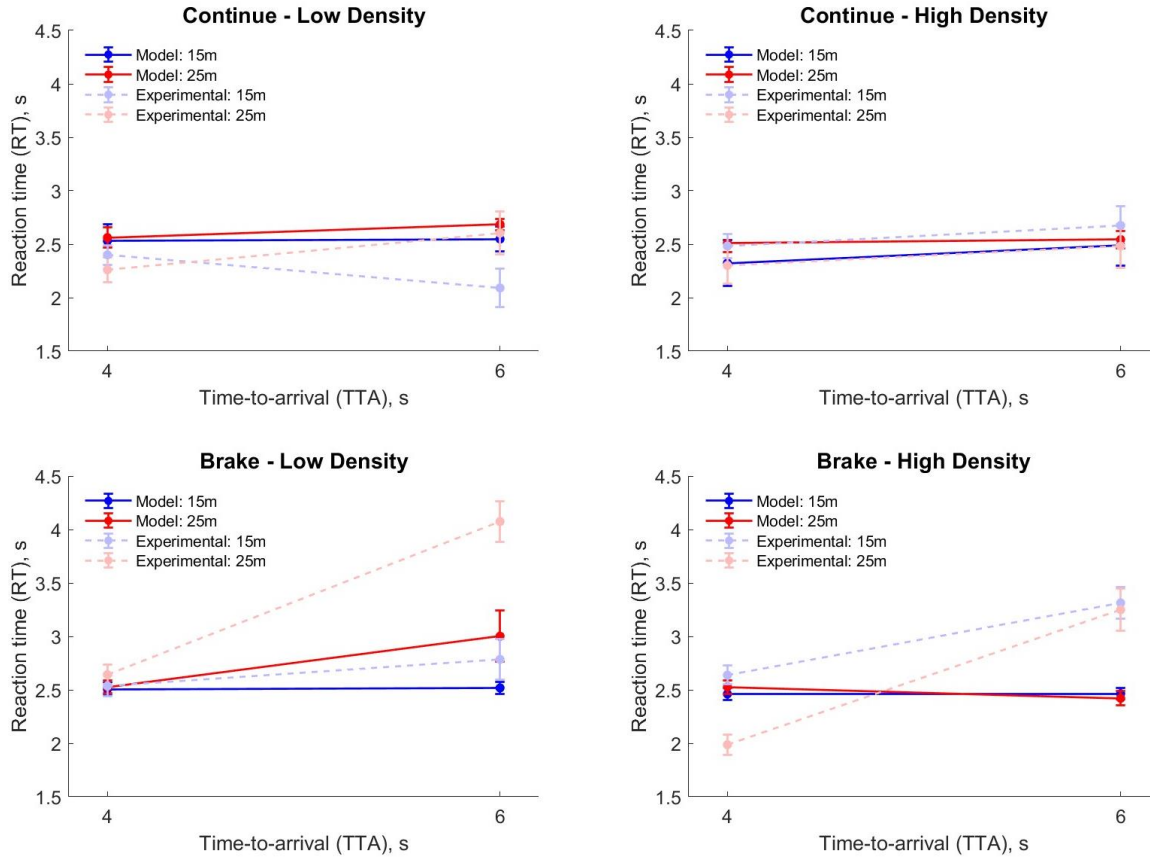 Continue - Low Density
4.5
4
3.5
3
2.5
2
1.5
Reaction time (RT), s
Model: 15m
Model: 25m
Experimental: 15m
Experimental: 25m
4
6
Time-to-arrival (TTA), s
Continue - High Density
4.5
4
3.5
3
2.5
2
1.5
Reaction time (RT), s
Model: 15m
Model: 25m
Experimental: 15m
Experimental: 25m
4
6
Time-to-arrival (TTA), s
Brake - Low Density
4.5
4
3.5
3
2.5
2
1.5
Reaction time (RT), s
Model: 15m
Model: 25m
Experimental: 15m
Experimental: 25m
4
6
Time-to-arrival (TTA), s
Brake - High Density
4.5
4
3.5
3
2.5
2
1.5
Reaction time (RT), s
Model: 15m
Model: 25m
Experimental: 15m
Experimental: 25m
4
6
Time-to-arrival (TTA), s